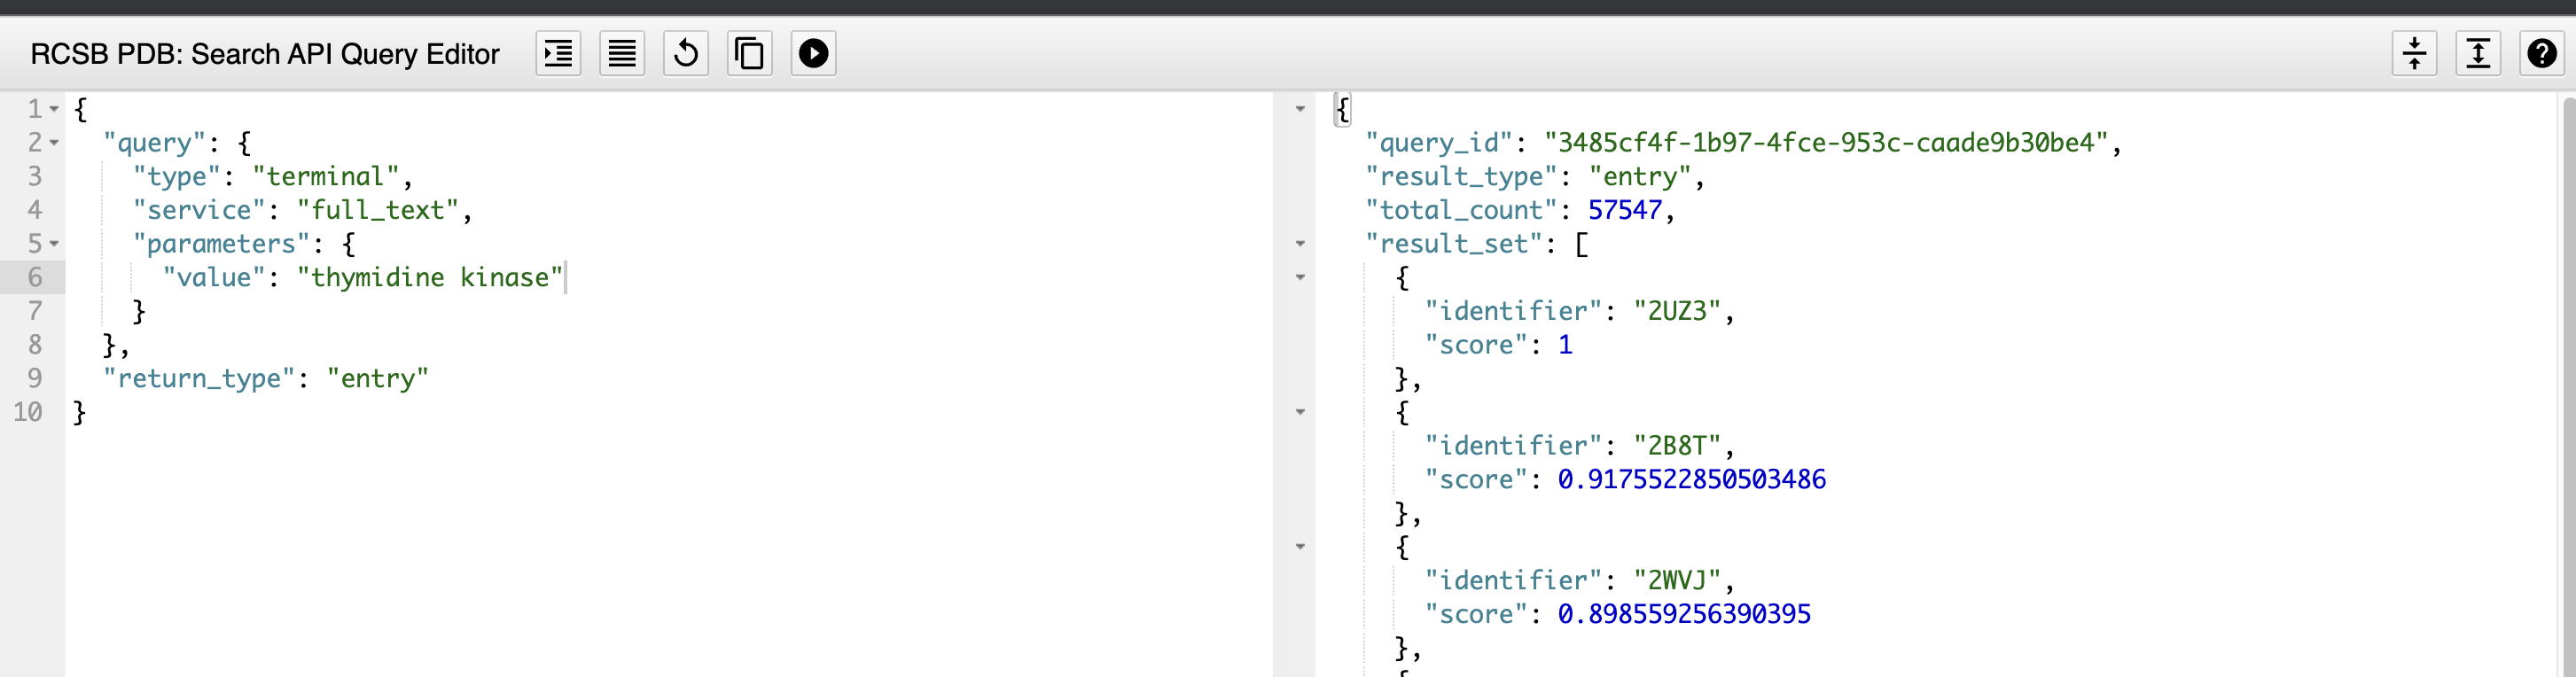 RCSB PDB: Search API Query Editor
1 {
2 "query": {
3 "type": "terminal",
4 "service": "full_text",
5 "parameters": {
6 "value": "thymidine kinase"
7 }
8 },
9 "return_type": "entry"
10 }
{
"query_id": "3485cf4f-1b97-4fce-953c-caade9b30be4",
"result_type": "entry",
"total_count": 57547,
"result_set": [
{
"identifier": "2UZ3",
"score": 1
},
{
"identifier": "2B8T",
"score": 0.9175522850503486
},
{
"identifier": "2WVJ",
"score": 0.898559256390395
},
{